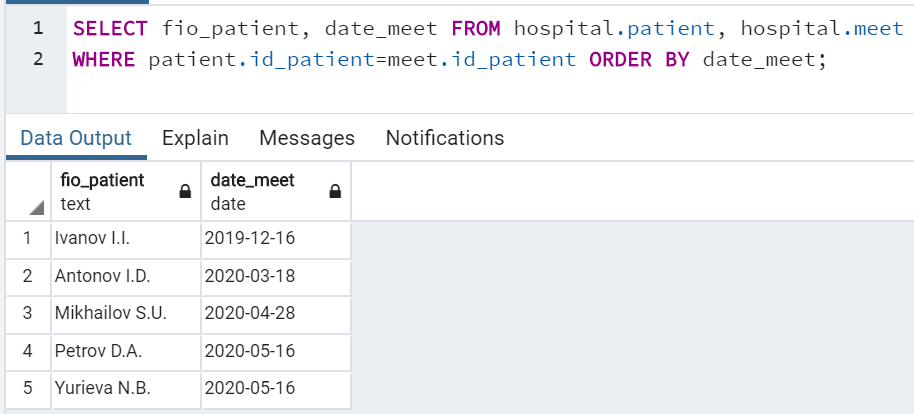 1 SELECT fio_patient, date_meet FROM hospital.patient, hospital.meet
2 WHERE patient.id_patient=meet.id_patient ORDER BY date_meet;
Data Output Explain Messages Notifications
fio_patient date_meet
text date
1 Ivanov I.I. 2019-12-16
2 Antonov I.D. 2020-03-18
3 Mikhailov S.U. 2020-04-28
4 Petrov D.A. 2020-05-16
5 Yurieva N.B. 2020-05-16